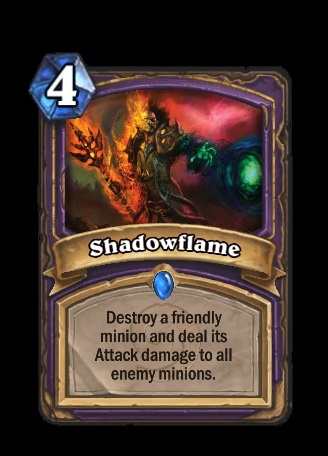 4
Shadowflame
Destroy a friendly
minion and deal its
Attack damage to all
enemy minions.